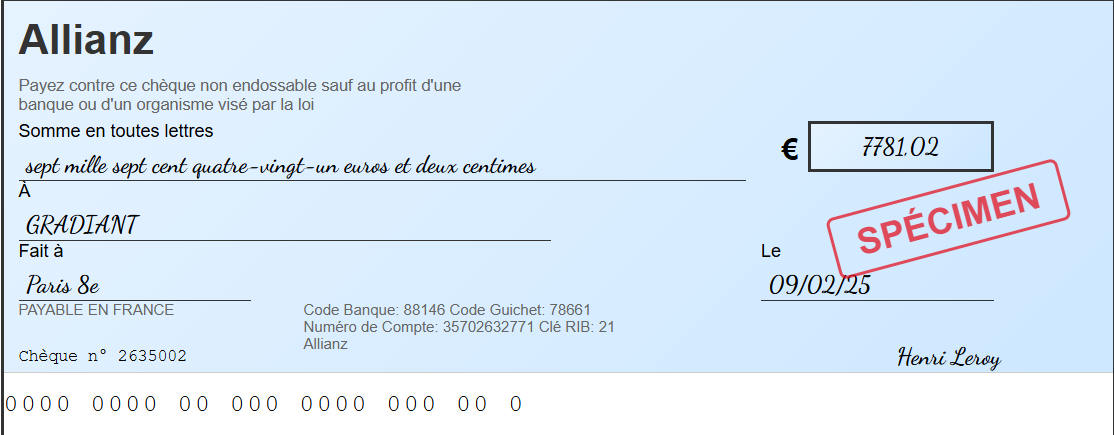 Allianz
Payez contre ce chèque non endossable sauf au profit d'une
banque ou d'un organisme visé par la loi
Somme en toutes lettres
sept mille sept cent quatre-vingt-un euros et deux centimes
€ 7781.02
À
GRADIANT
SPÉCIMEN
Fait à
Le
Paris 8e
09/02/25
PAYABLE EN FRANCE
Code Banque: 88146 Code Guichet: 78661
Numéro de Compte: 35702632771 Clé RIB: 21
Allianz
Chèque n° 2635002
Henri Leroy
0000 0000 00 000 0000 000 00 0